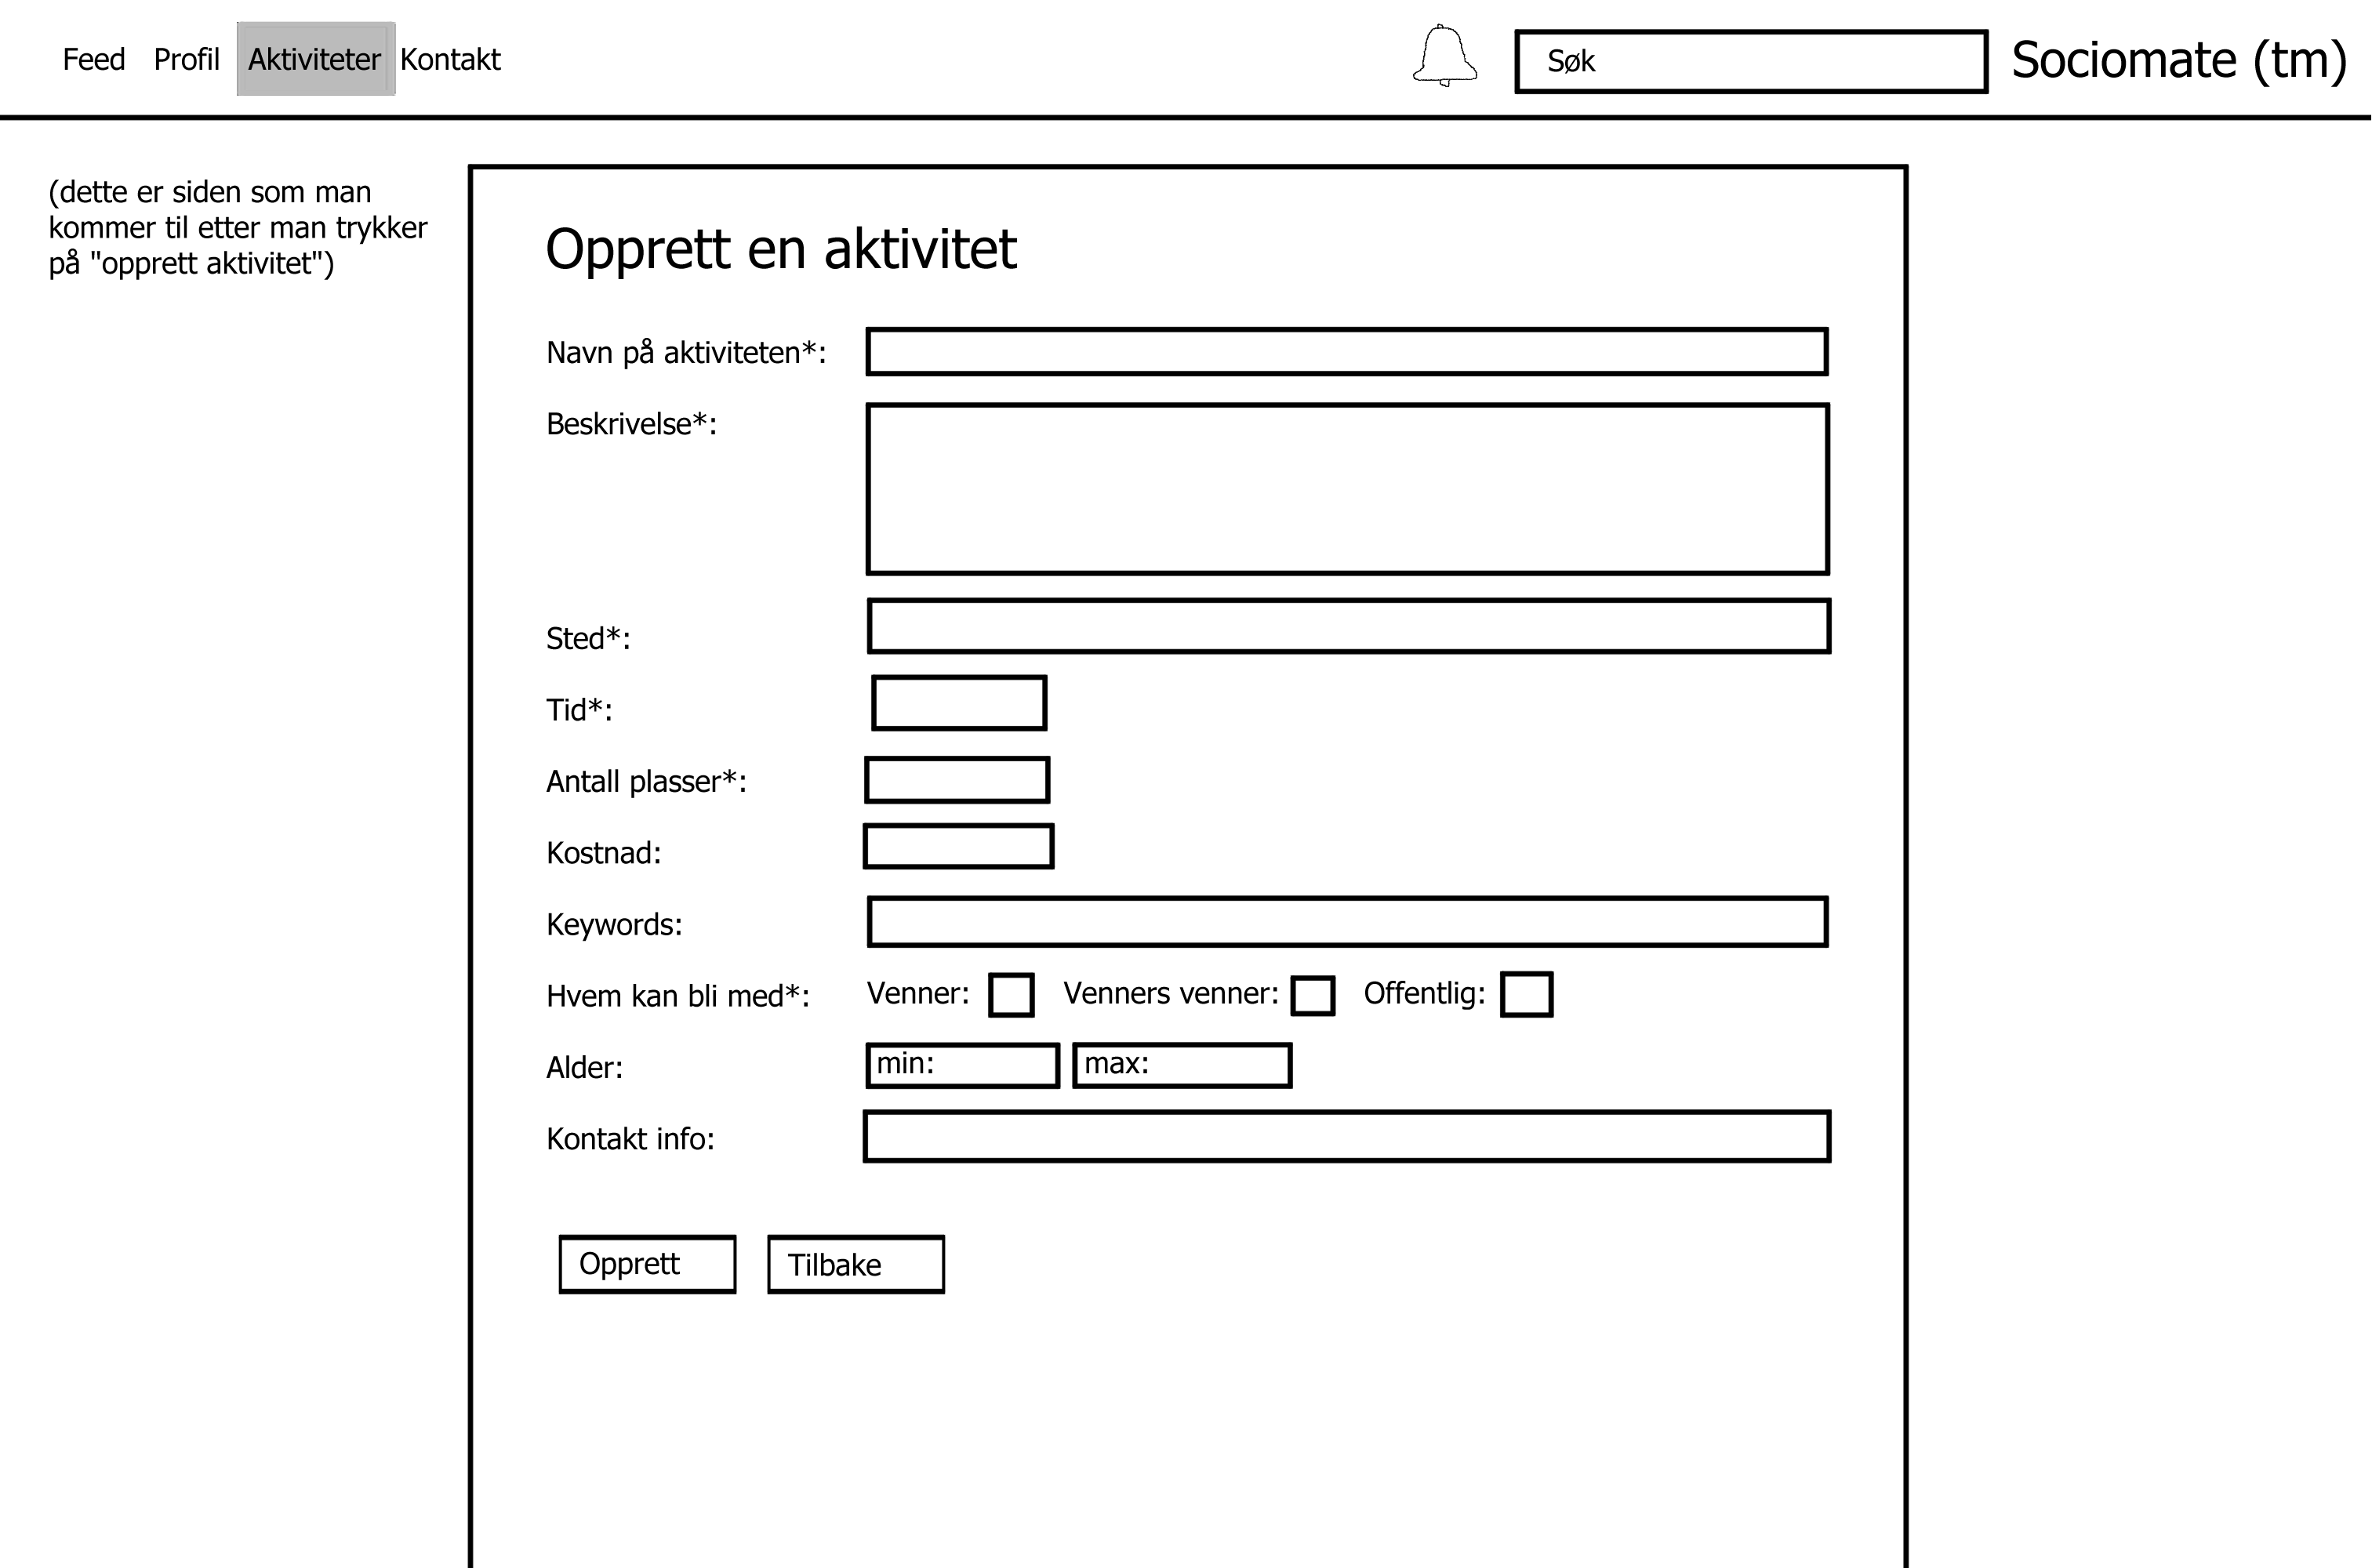 Feed Profil Aktiviteter Kontakt Søk Sociomate (tm)
(dette er siden som man
kommer til etter man trykker
på "opprett aktivitet")
Opprett en aktivitet
Navn på aktiviteten*:
Beskrivelse*:
Sted*:
Tid*:
Antall plasser*:
Kostnad:
Keywords:
Hvem kan bli med*: Venner: Venners venner: Offentlig:
Alder: min: max:
Kontakt info:
Opprett Tilbake